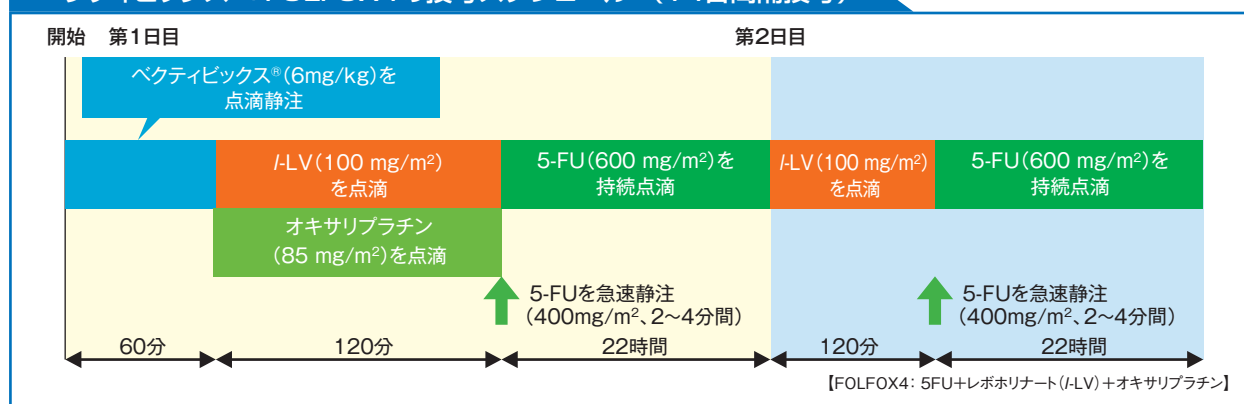 開始 第1日目 第2日目
ベクティビックス®(6mg/kg)を
点滴静注
l-LV(100 mg/m²)
を点滴
5-FU(600 mg/m²)を
持続点滴
l-LV(100 mg/m²)
を点滴
5-FU(600 mg/m²)を
持続点滴
オキサリプラチン
(85 mg/m²)を点滴
5-FUを急速静注
(400mg/m²、2〜4分間)
5-FUを急速静注
(400mg/m²、2〜4分間)
60分 120分 22時間 120分 22時間
【FOLFOX4: 5FU+レボホリナート(l-LV)+オキサリプラチン】